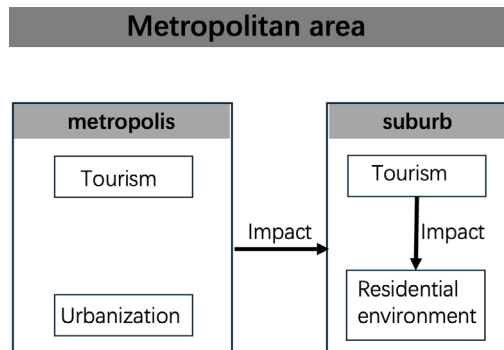 Metropolitan area
metropolis
suburb
Tourism
Tourism
Impact
Impact
Urbanization
Residential
environment